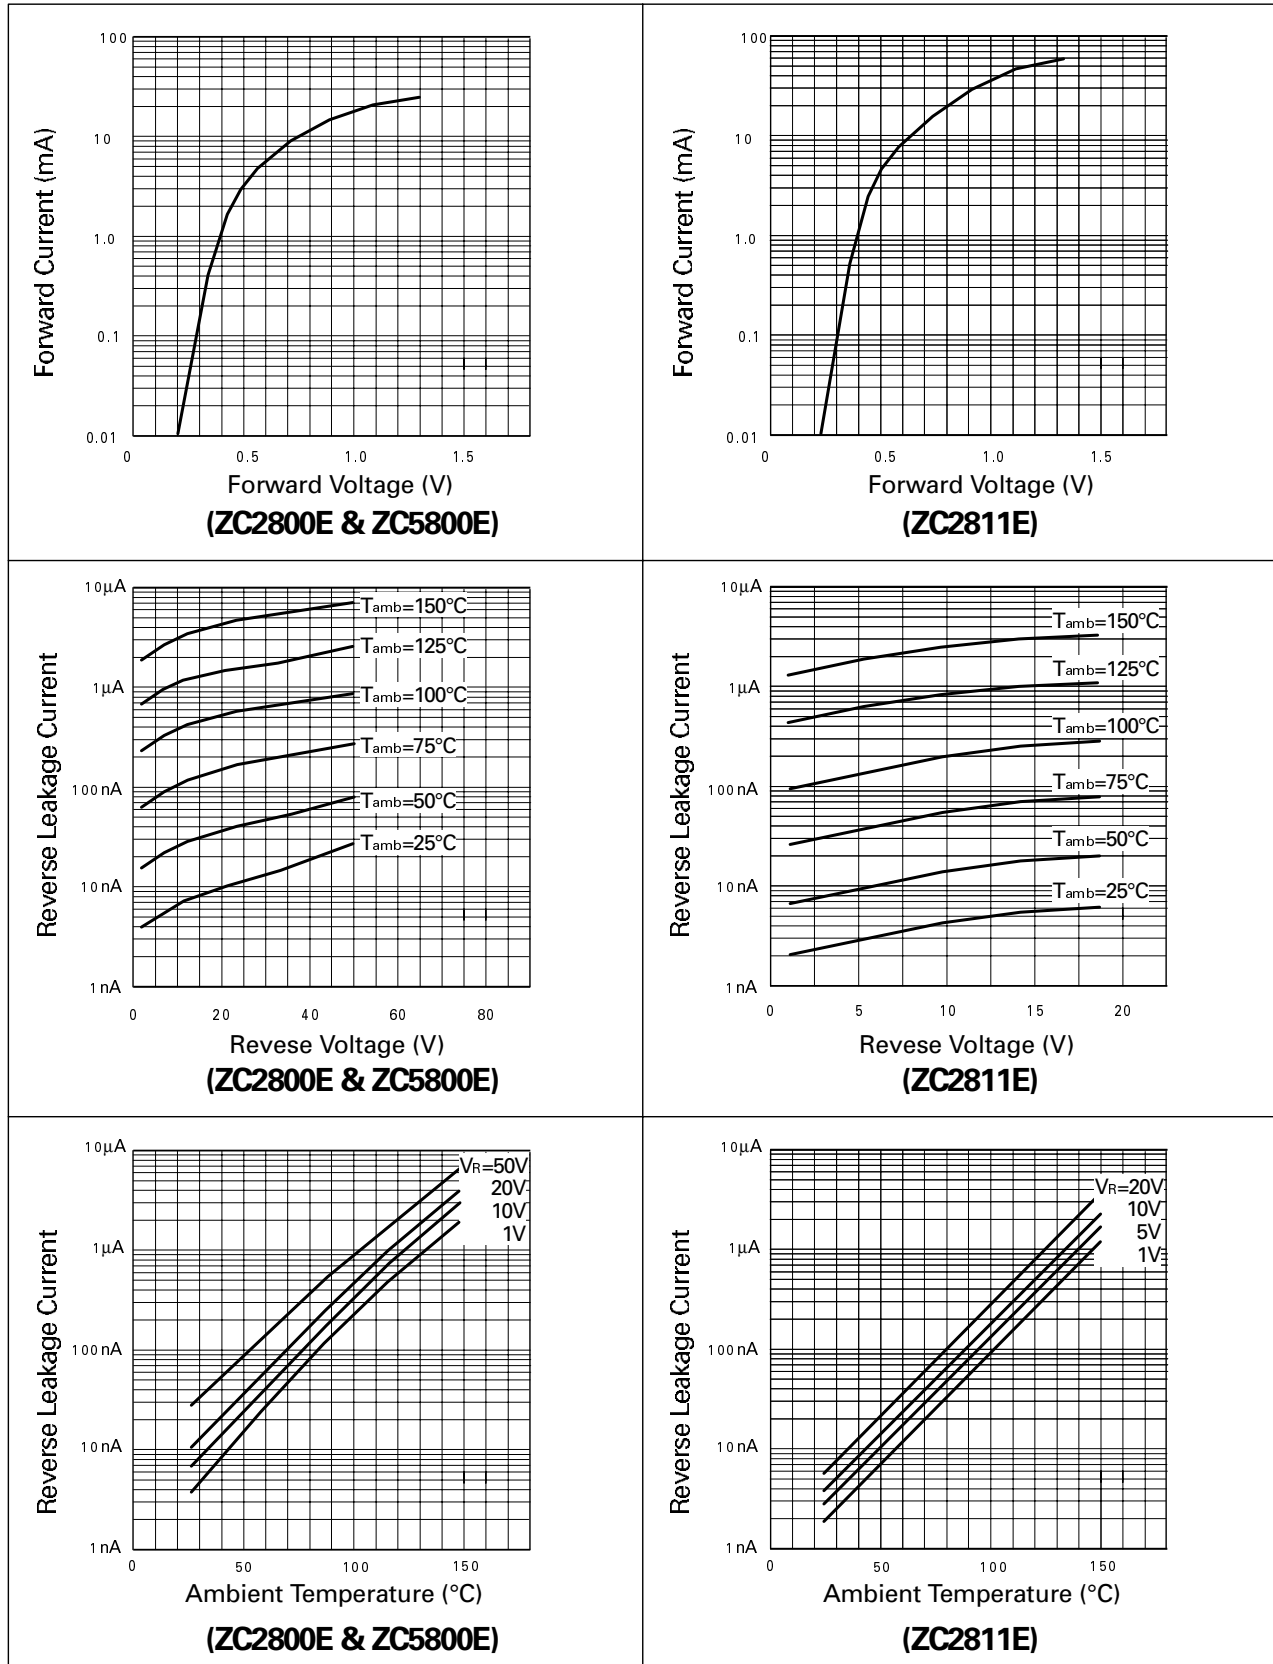 100
10
1.0
0.1
0.01
Forward Current (mA)
0 0.5 1.0 1.5
Forward Voltage (V)
(ZC2800E & ZC5800E)
100
10
1.0
0.1
0.01
Forward Current (mA)
0 0.5 1.0 1.5
Forward Voltage (V)
(ZC2811E)
10µA
1µA
100nA
10nA
1nA
Reverse Leakage Current
Tamb=150°C
Tamb=125°C
Tamb=100°C
Tamb=75°C
Tamb=50°C
Tamb=25°C
0 20 40 60 80
Revese Voltage (V)
(ZC2800E & ZC5800E)
10µA
1µA
100nA
10nA
1nA
Reverse Leakage Current
Tamb=150°C
Tamb=125°C
Tamb=100°C
Tamb=75°C
Tamb=50°C
Tamb=25°C
0 5 10 15 20
Revese Voltage (V)
(ZC2811E)
10µA
1µA
100nA
10nA
1nA
Reverse Leakage Current
VR=50V
20V
10V
1V
0 50 100 150
Ambient Temperature (°C)
(ZC2800E & ZC5800E)
10µA
1µA
100nA
10nA
1nA
Reverse Leakage Current
VR=20V
10V
5V
1V
0 50 100 150
Ambient Temperature (°C)
(ZC2811E)